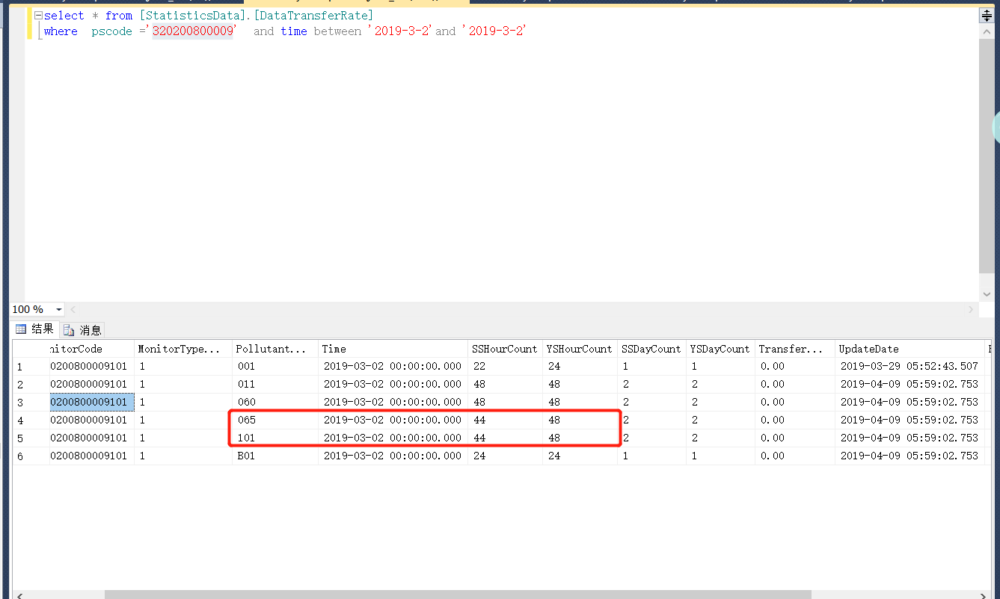 select * from [StatisticsData].[DataTransferRate]
where pscode ='320200800009' and time between '2019-3-2'and '2019-3-2'
100 %
结果 消息
nitorCode MonitorType... Pollutant... Time SSHourCount YSHourCount SSDayCount YSDayCount Transfer... UpdateDate
1 0200800009101 1 001 2019-03-02 00:00:00.000 22 24 1 1 0.00 2019-03-29 05:52:43.507
2 0200800009101 1 011 2019-03-02 00:00:00.000 48 48 2 2 0.00 2019-04-09 05:59:02.753
3 0200800009101 1 060 2019-03-02 00:00:00.000 48 48 2 2 0.00 2019-04-09 05:59:02.753
4 0200800009101 1 065 2019-03-02 00:00:00.000 44 48 2 2 0.00 2019-04-09 05:59:02.753
5 0200800009101 1 101 2019-03-02 00:00:00.000 44 48 2 2 0.00 2019-04-09 05:59:02.753
6 0200800009101 1 B01 2019-03-02 00:00:00.000 24 24 1 1 0.00 2019-04-09 05:59:02.753